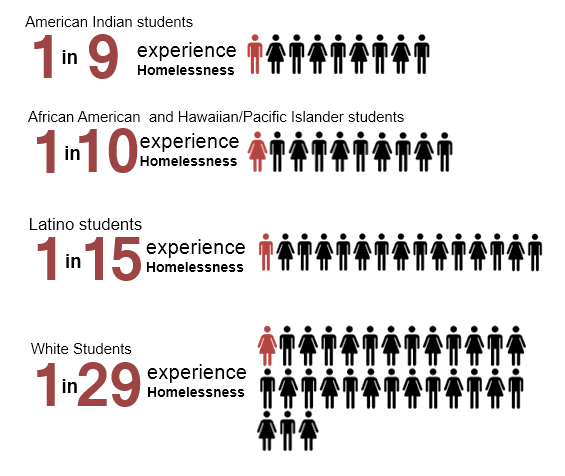 American Indian students
1 in 9 experience
Homelessness
African American and Hawaiian/Pacific Islander students
1 in 10 experience
Homelessness
Latino students
1 in 15 experience
Homelessness
White Students
1 in 29 experience
Homelessness